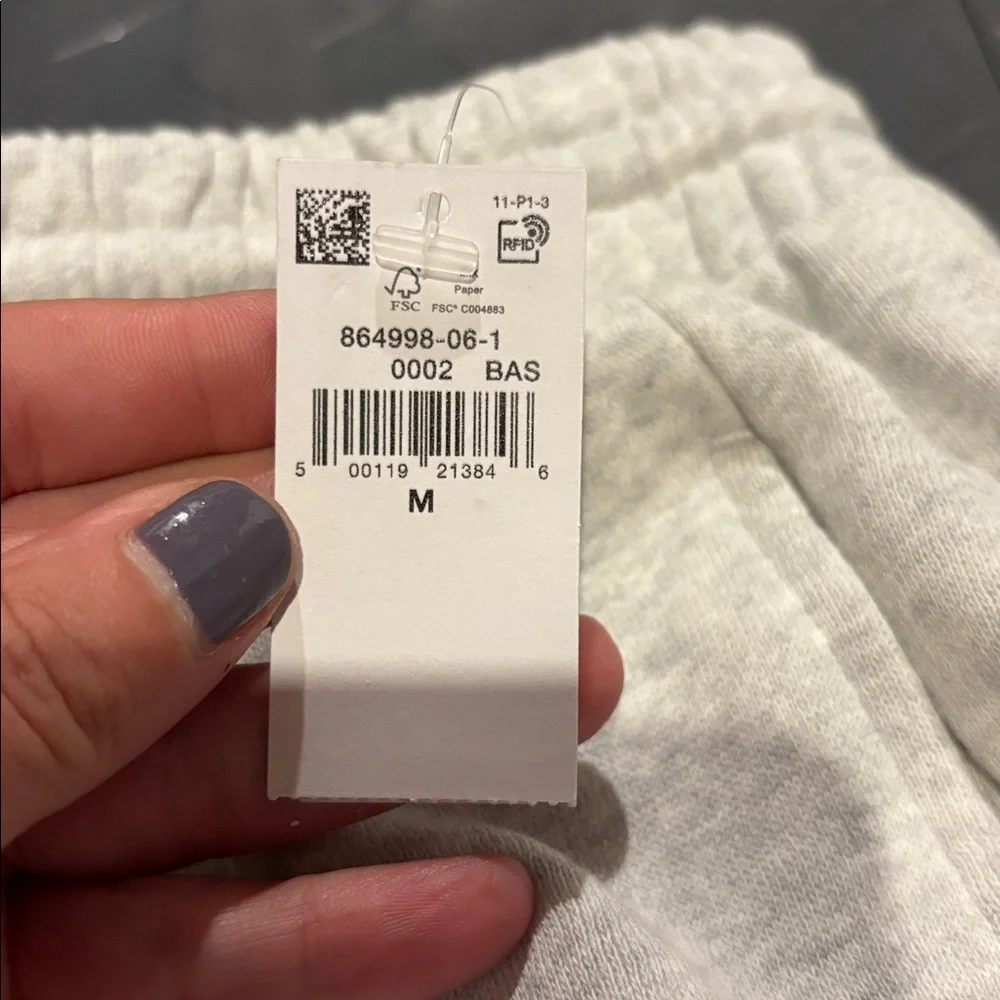 11-P1-3
RFID
Paper
FSC FSC® C004883
864998-06-1
0002 BAS
5 00119 21384 6
M